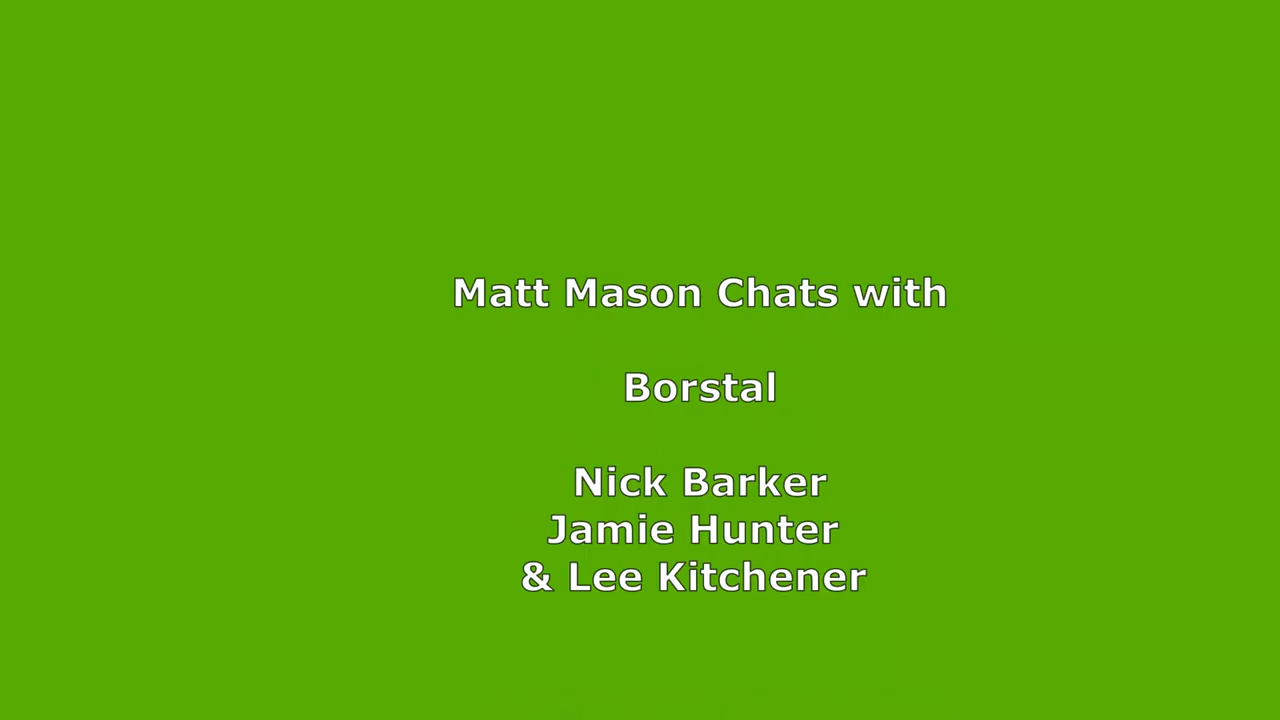 Matt Mason Chats with
Borstal
Nick Barker
Jamie Hunter
& Lee Kitchener